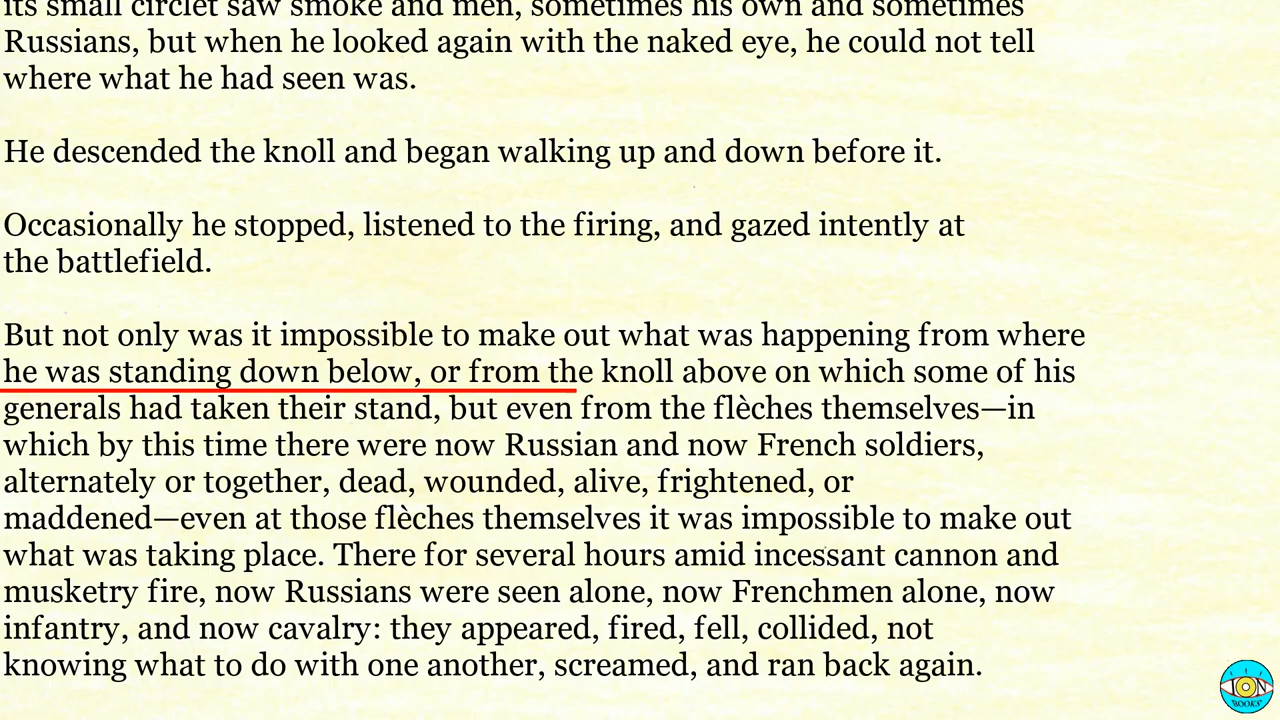 its small circlet saw smoke and men, sometimes his own and sometimes
Russians, but when he looked again with the naked eye, he could not tell
where what he had seen was.
He descended the knoll and began walking up and down before it.
Occasionally he stopped, listened to the firing, and gazed intently at
the battlefield.
But not only was it impossible to make out what was happening from where
he was standing down below, or from the knoll above on which some of his
generals had taken their stand, but even from the flèches themselves—in
which by this time there were now Russian and now French soldiers,
alternately or together, dead, wounded, alive, frightened, or
maddened—even at those flèches themselves it was impossible to make out
what was taking place. There for several hours amid incessant cannon and
musketry fire, now Russians were seen alone, now Frenchmen alone, now
infantry, and now cavalry: they appeared, fired, fell, collided, not
knowing what to do with one another, screamed, and ran back again.
ION
BOOKS